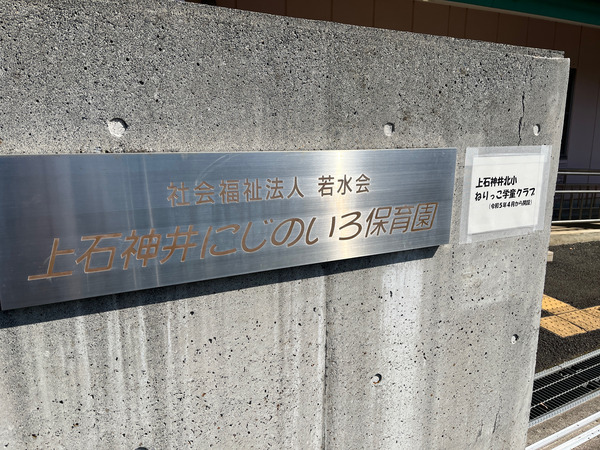 社会福祉法人 若水会
上石神井にじのいろ保育園
上石神井北小
ねりっこ学童クラブ
(令和5年4月から開設)